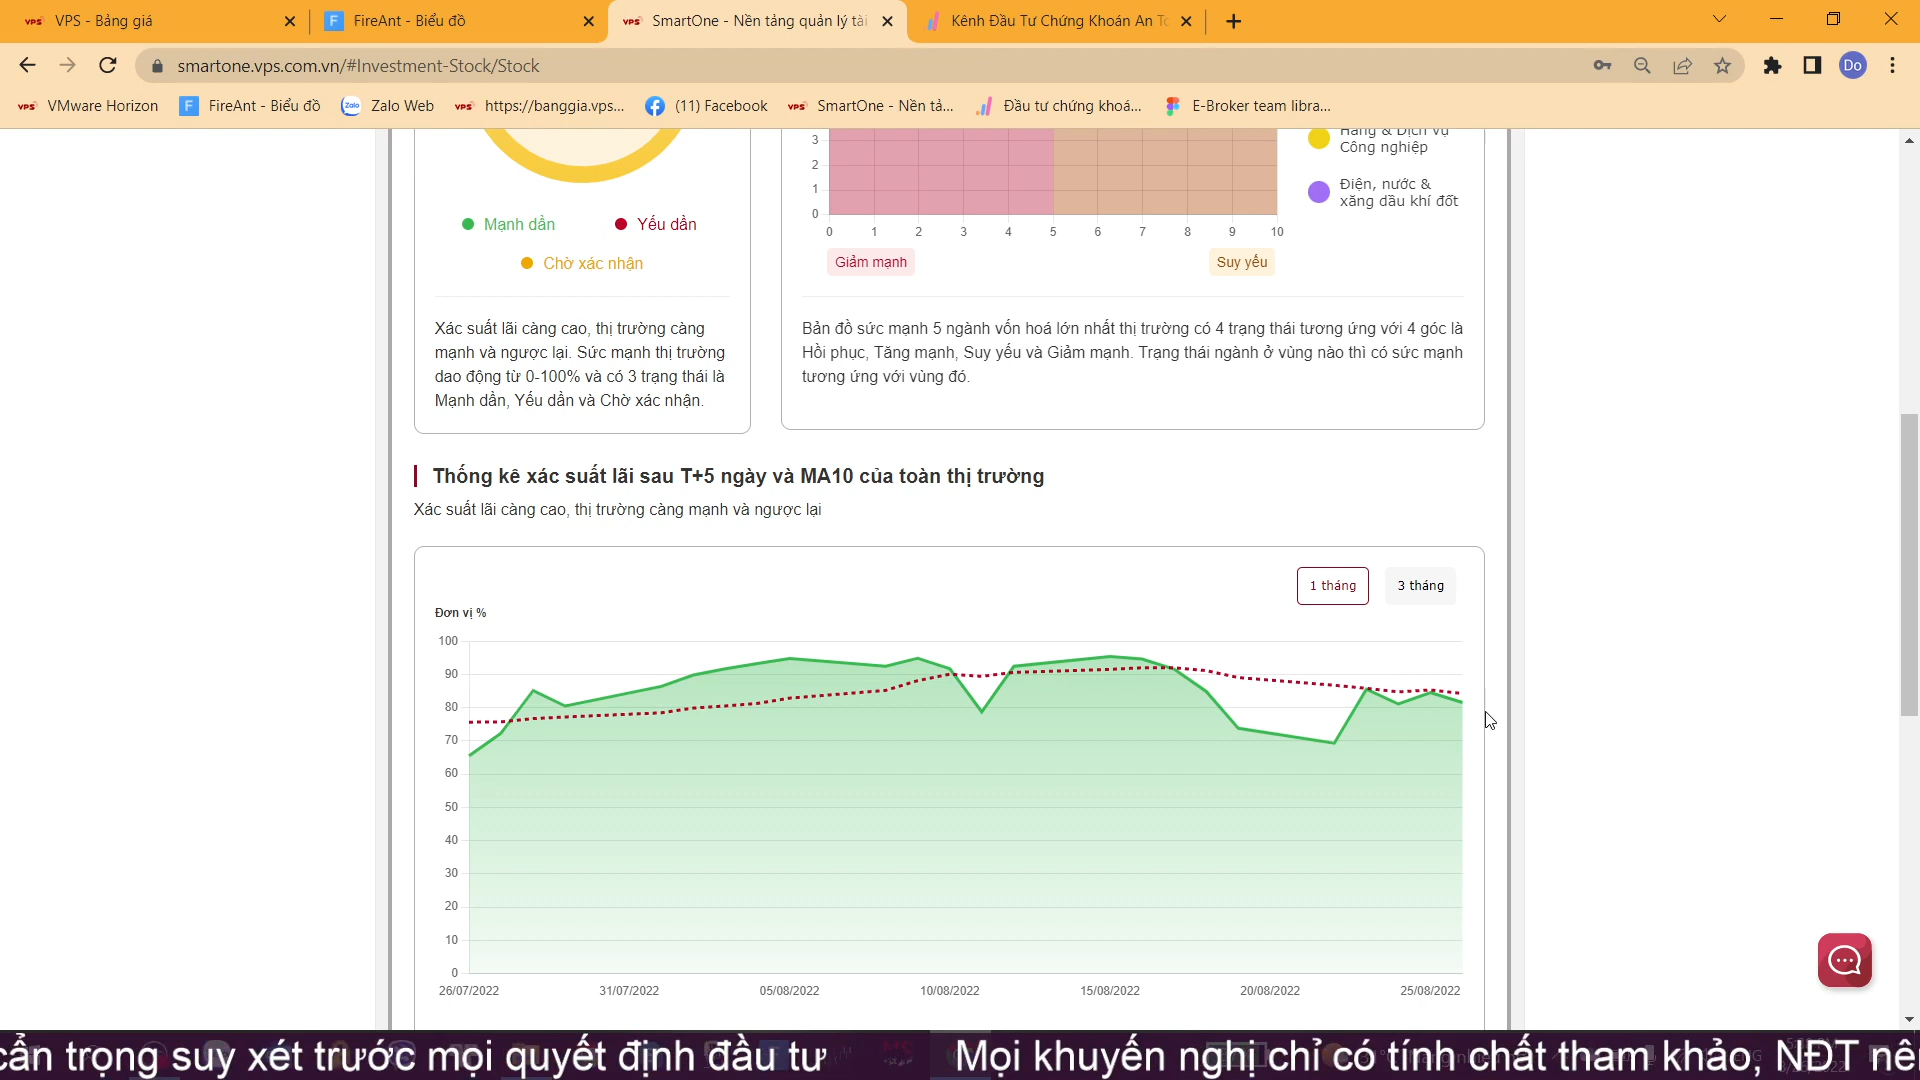 VPS - Bảng giá
FireAnt - Biểu đồ
SmartOne - Nền tảng quản lý tài
Kênh Đầu Tư Chứng Khoán An To
smartone.vps.com.vn/#Investment-Stock/Stock
Do
VMware Horizon
FireAnt - Biểu đồ
Zalo Web
https://banggia.vps...
(11) Facebook
SmartOne - Nền tả...
Đầu tư chứng khoá...
E-Broker team libra...
Mạnh dần
Yếu dần
Chờ xác nhận
Xác suất lãi càng cao, thị trường càng
mạnh và ngược lại. Sức mạnh thị trường
dao động từ 0-100% và có 3 trạng thái là
Mạnh dần, Yếu dần và Chờ xác nhận.
3
2
1
0
0 1 2 3 4 5 6 7 8 9 10
Giảm mạnh
Suy yếu
Hàng & Dịch vụ
Công nghiệp
Điện, nước &
xăng dầu khí đốt
Bản đồ sức mạnh 5 ngành vốn hoá lớn nhất thị trường có 4 trạng thái tương ứng với 4 góc là
Hồi phục, Tăng mạnh, Suy yếu và Giảm mạnh. Trạng thái ngành ở vùng nào thì có sức mạnh
tương ứng với vùng đó.
Thống kê xác suất lãi sau T+5 ngày và MA10 của toàn thị trường
Xác suất lãi càng cao, thị trường càng mạnh và ngược lại
1 tháng
3 tháng
Đơn vị %
100
90
80
70
60
50
40
30
20
10
0
26/07/2022 31/07/2022 05/08/2022 10/08/2022 15/08/2022 20/08/2022 25/08/2022
cẩn trọng suy xét trước mọi quyết định đầu tư
Mọi khuyến nghị chỉ có tính chất tham khảo, NĐT nê